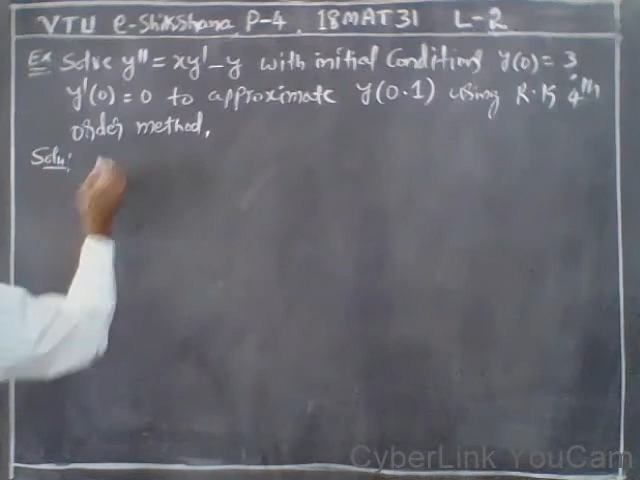 VTU e-Shikshana P-4, 18MAT31 L-2
Ex Solve y'' = xy' - y with initial conditions y(0) = 3,
y'(0) = 0 to approximate y(0.1) using R.K 4th
order method.
Solu:
CyberLink YouCam